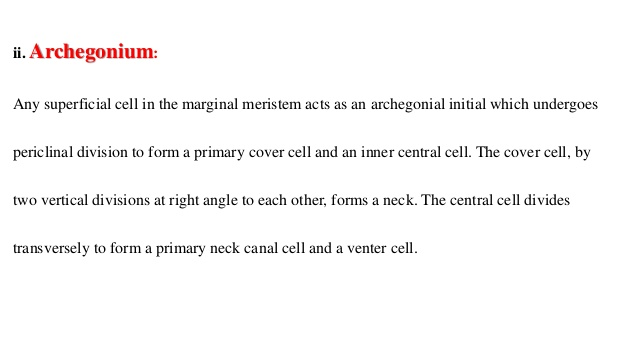 ii. Archegonium:
Any superficial cell in the marginal meristem acts as an archegonial initial which undergoes
periclinal division to form a primary cover cell and an inner central cell. The cover cell, by
two vertical divisions at right angle to each other, forms a neck. The central cell divides
transversely to form a primary neck canal cell and a venter cell.